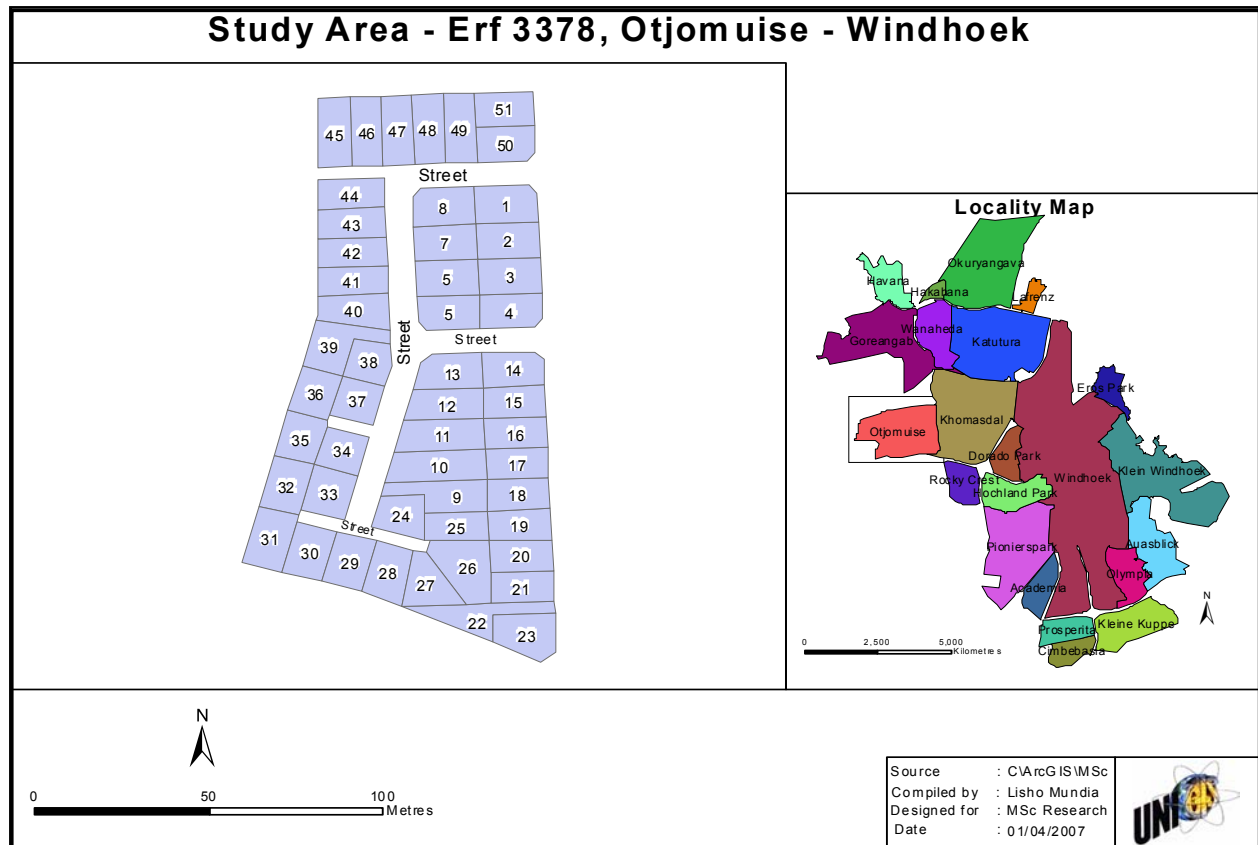 Study Area - Erf 3378, Otjomuise - Windhoek
45 46 47 48 49 51
50
Street
44
8 1
43
7 2
42
5 3
41
5 4
40
Street
Street
39 38
13 14
36 37
12 15
35 34
11 16
10 17
32 33
9 18
24
Street
25 19
31 30 29 28 27 26 20
21
22 23
N
0 50 100
Metres
Locality Map
Okuryangava
Havana
Hakahana
Lafrenz
Goreangab
Wanaheda
Katutura
Eros Park
Otjomuise
Khomasdal
Dorado Park
Rocky Crest
Hochland Park
Windhoek
Klein Windhoek
Pionierspark
Auasblick
Academia
Olympia
Prosperita
Kleine Kuppe
Cimbebasia
N
0 2,500 5,000
Kilometres
Source : C\ArcGIS\MSc
Compiled by : Lisho Mundia
Designed for : MSc Research
Date : 01/04/2007